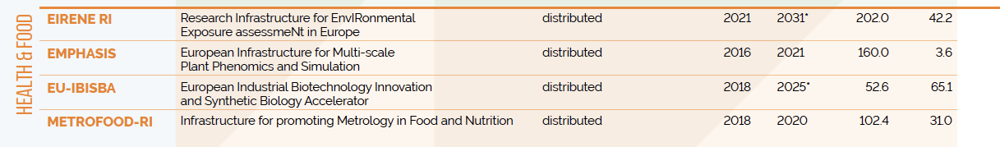 HEALTH & FOOD
EIRENE RI Research Infrastructure for EnvIRonmental distributed 2021 2031* 202.0 42.2
Exposure assessmeNt in Europe
EMPHASIS European Infrastructure for Multi-scale distributed 2016 2021 160.0 3.6
Plant Phenomics and Simulation
EU-IBISBA European Industrial Biotechnology Innovation distributed 2018 2025* 52.6 65.1
and Synthetic Biology Accelerator
METROFOOD-RI Infrastructure for promoting Metrology in Food and Nutrition distributed 2018 2020 102.4 31.0